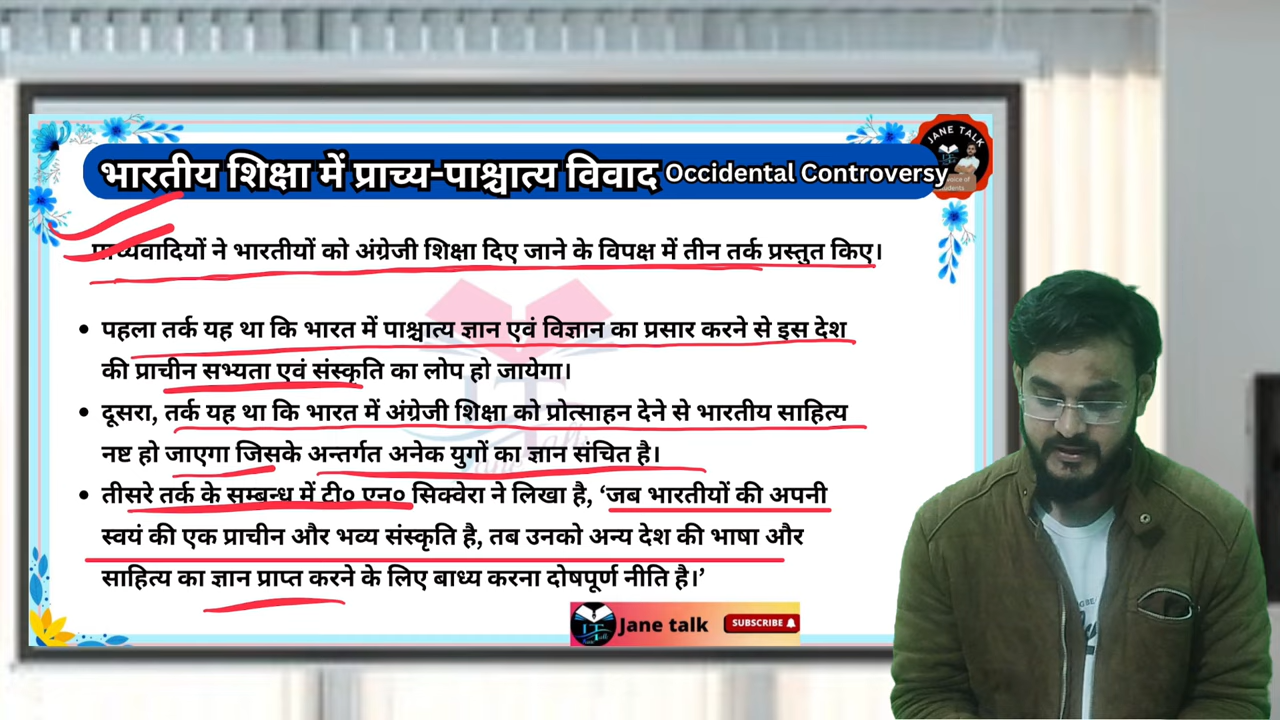 भारतीय शिक्षा में प्राच्य-पाश्चात्य विवाद Occidental Controversy
JANE TALK
प्राच्यवादियों ने भारतीयों को अंग्रेजी शिक्षा दिए जाने के विपक्ष में तीन तर्क प्रस्तुत किए।
• पहला तर्क यह था कि भारत में पाश्चात्य ज्ञान एवं विज्ञान का प्रसार करने से इस देश
की प्राचीन सभ्यता एवं संस्कृति का लोप हो जायेगा।
• दूसरा, तर्क यह था कि भारत में अंग्रेजी शिक्षा को प्रोत्साहन देने से भारतीय साहित्य
नष्ट हो जाएगा जिसके अन्तर्गत अनेक युगों का ज्ञान संचित है।
• तीसरे तर्क के सम्बन्ध में टी० एन० सिक्वेरा ने लिखा है, ‘जब भारतीयों की अपनी
स्वयं की एक प्राचीन और भव्य संस्कृति है, तब उनको अन्य देश की भाषा और
साहित्य का ज्ञान प्राप्त करने के लिए बाध्य करना दोषपूर्ण नीति है।’
Jane talk
SUBSCRIBE